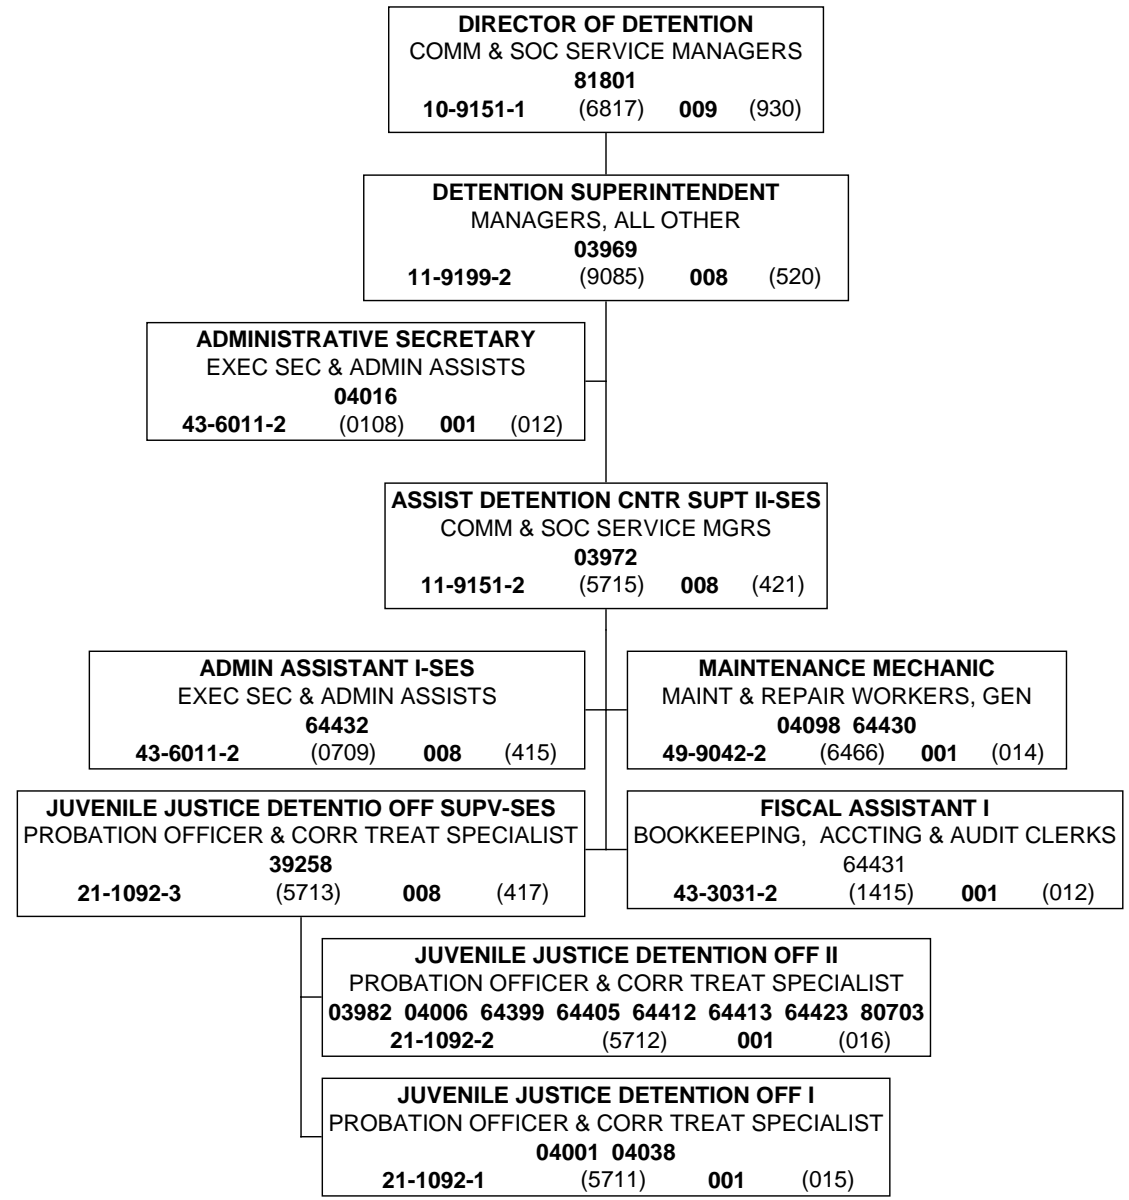 DIRECTOR OF DETENTION
COMM & SOC SERVICE MANAGERS
81801
10-9151-1 (6817) 009 (930)
DETENTION SUPERINTENDENT
MANAGERS, ALL OTHER
03969
11-9199-2 (9085) 008 (520)
ADMINISTRATIVE SECRETARY
EXEC SEC & ADMIN ASSISTS
04016
43-6011-2 (0108) 001 (012)
ASSIST DETENTION CNTR SUPT II-SES
COMM & SOC SERVICE MGRS
03972
11-9151-2 (5715) 008 (421)
ADMIN ASSISTANT I-SES
EXEC SEC & ADMIN ASSISTS
64432
43-6011-2 (0709) 008 (415)
MAINTENANCE MECHANIC
MAINT & REPAIR WORKERS, GEN
04098 64430
49-9042-2 (6466) 001 (014)
JUVENILE JUSTICE DETENTIO OFF SUPV-SES
PROBATION OFFICER & CORR TREAT SPECIALIST
39258
21-1092-3 (5713) 008 (417)
FISCAL ASSISTANT I
BOOKKEEPING, ACCTING & AUDIT CLERKS
64431
43-3031-2 (1415) 001 (012)
JUVENILE JUSTICE DETENTION OFF II
PROBATION OFFICER & CORR TREAT SPECIALIST
03982 04006 64399 64405 64412 64413 64423 80703
21-1092-2 (5712) 001 (016)
JUVENILE JUSTICE DETENTION OFF I
PROBATION OFFICER & CORR TREAT SPECIALIST
04001 04038
21-1092-1 (5711) 001 (015)